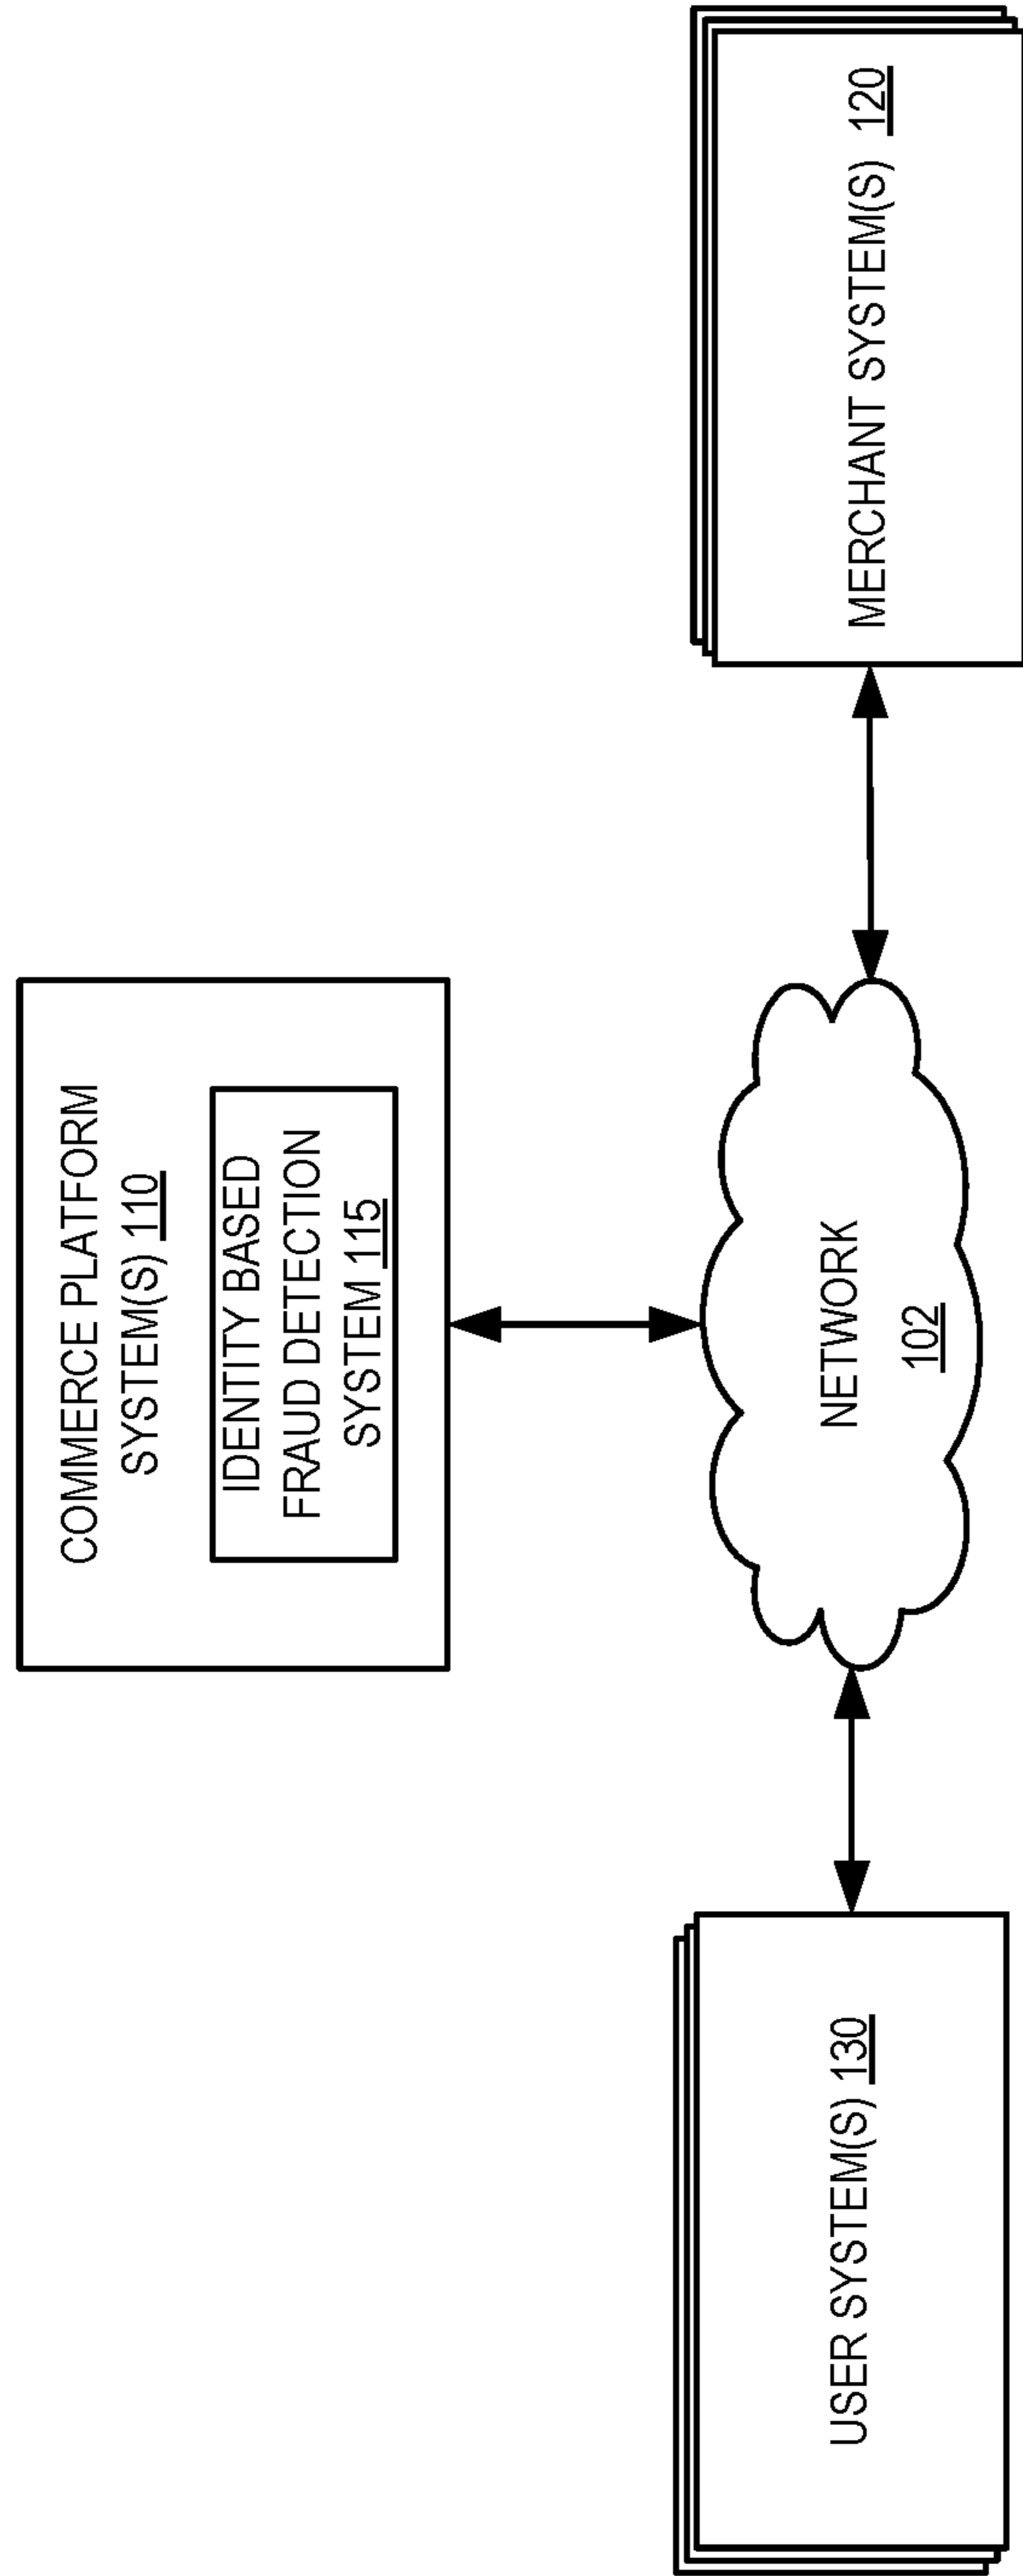 COMMERCE PLATFORM
SYSTEM(S) 110
IDENTITY BASED
FRAUD DETECTION
SYSTEM 115
USER SYSTEM(S) 130
NETWORK
102
MERCHANT SYSTEM(S) 120